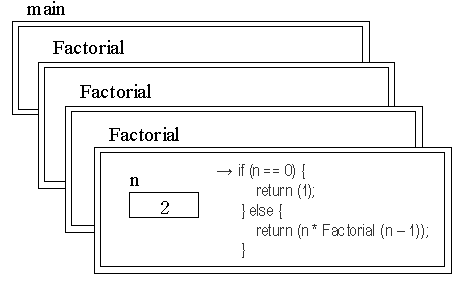 main
Factorial
Factorial
Factorial
n
2
→ if (n == 0) {
return (1);
} else {
return (n * Factorial (n – 1));
}